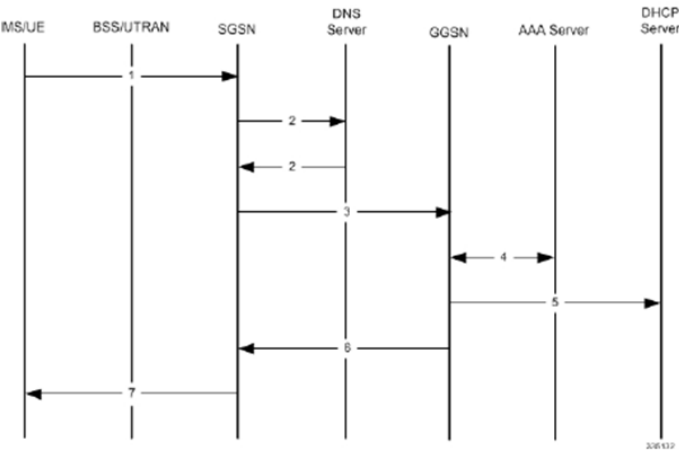 MS/UE
BSS/UTRAN
SGSN
DNS
Server
GGSN
AAA Server
DHCP
Server
1
2
2
3
4
5
6
7